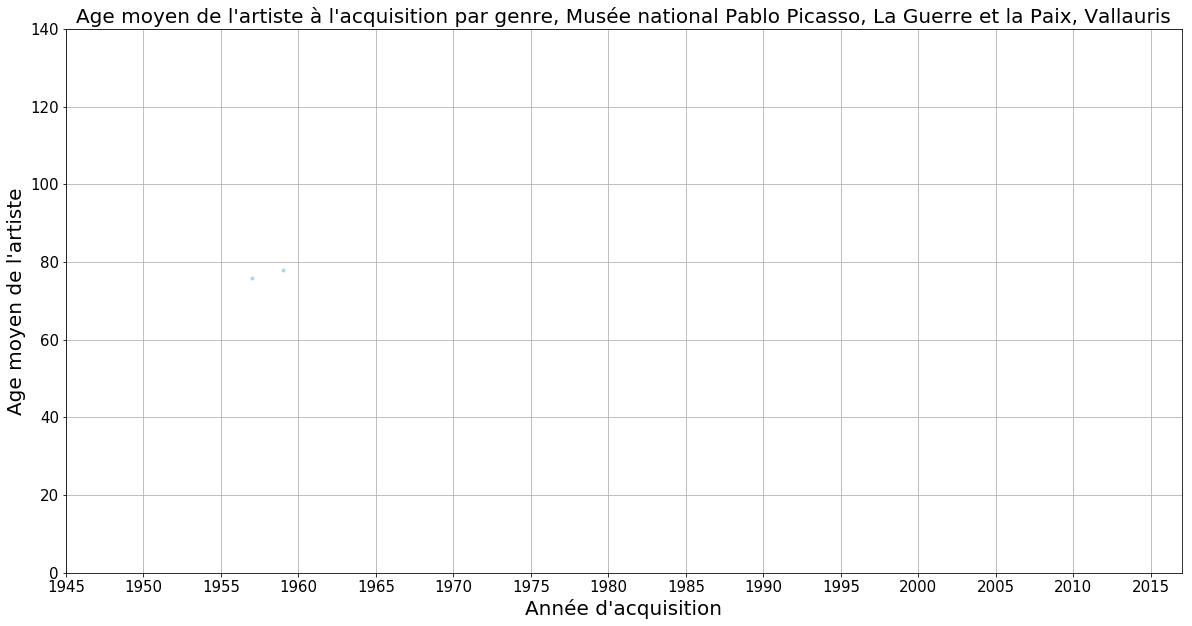 Age moyen de l'artiste à l'acquisition par genre, Musée national Pablo Picasso, La Guerre et la Paix, Vallauris
140
120
100
80
60
40
20
0
Age moyen de l'artiste
1945 1950 1955 1960 1965 1970 1975 1980 1985 1990 1995 2000 2005 2010 2015
Année d'acquisition